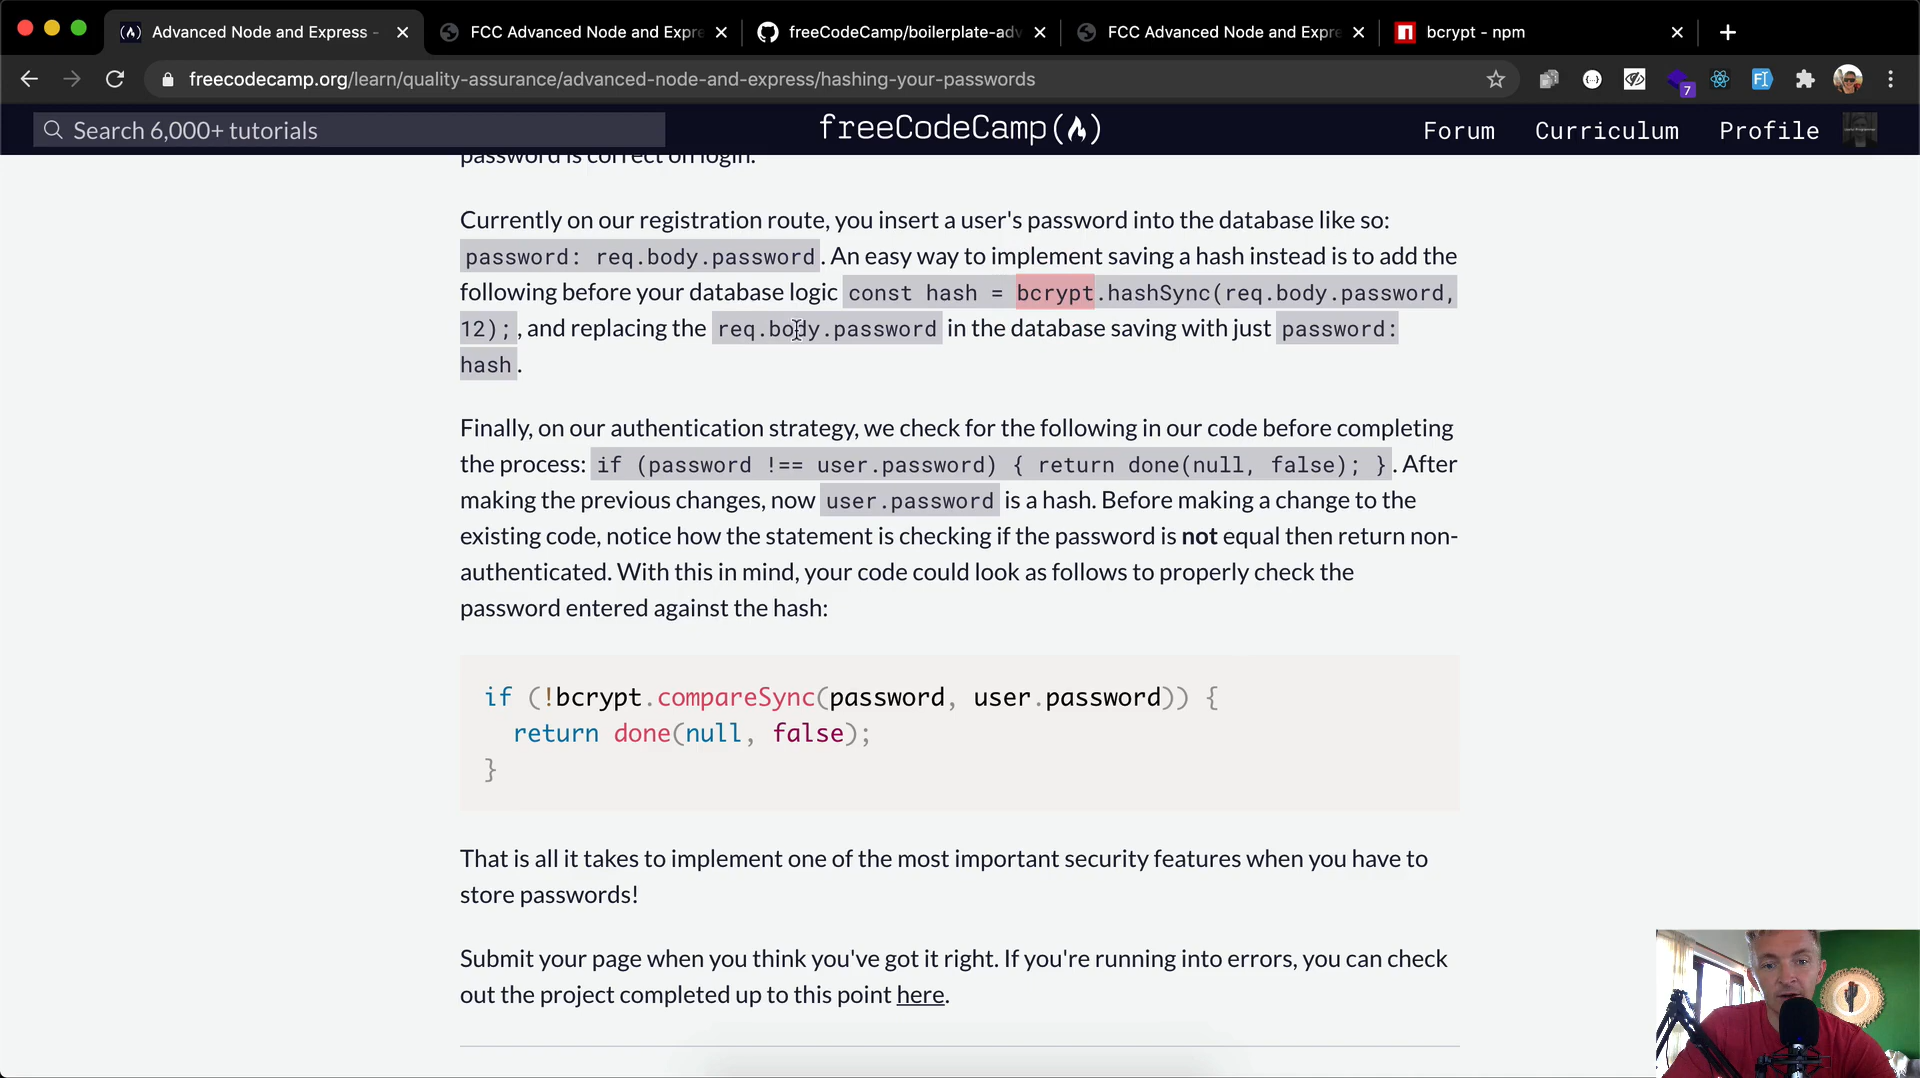 Advanced Node and Express -
FCC Advanced Node and Expre
freeCodeCamp/boilerplate-adv
FCC Advanced Node and Expre
bcrypt - npm
freecodecamp.org/learn/quality-assurance/advanced-node-and-express/hashing-your-passwords
7
Search 6,000+ tutorials
freeCodeCamp
Forum
Curriculum
Profile
password is correct on login.
Currently on our registration route, you insert a user's password into the database like so:
password: req.body.password. An easy way to implement saving a hash instead is to add the
following before your database logic const hash = bcrypt.hashSync(req.body.password,
12);, and replacing the req.body.password in the database saving with just password:
hash.
Finally, on our authentication strategy, we check for the following in our code before completing
the process: if (password !== user.password) { return done(null, false); }. After
making the previous changes, now user.password is a hash. Before making a change to the
existing code, notice how the statement is checking if the password is not equal then return non-
authenticated. With this in mind, your code could look as follows to properly check the
password entered against the hash:
if (!bcrypt.compareSync(password, user.password)) {
return done(null, false);
}
That is all it takes to implement one of the most important security features when you have to
store passwords!
Submit your page when you think you've got it right. If you're running into errors, you can check
out the project completed up to this point here.